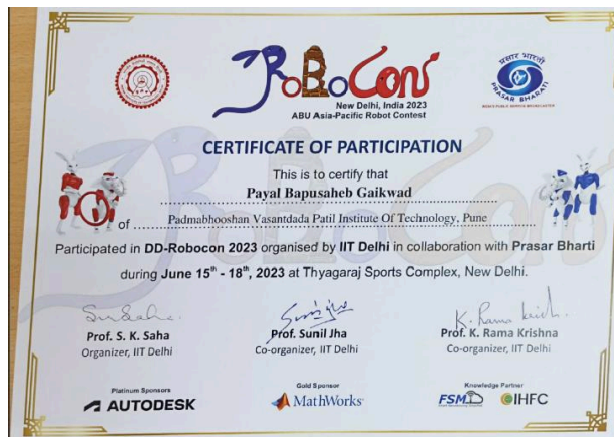 ROBOCON
New Delhi, India 2023
ABU Asia-Pacific Robot Contest
प्रसार भारती
PRASAR BHARATI
INDIA'S PUBLIC SERVICE BROADCASTER
CERTIFICATE OF PARTICIPATION
This is to certify that
Payal Bapusaheb Gaikwad
of Padmabhooshan Vasantdada Patil Institute Of Technology, Pune
Participated in DD-Robocon 2023 organised by IIT Delhi in collaboration with Prasar Bharti
during June 15th - 18th, 2023 at Thyagaraj Sports Complex, New Delhi.
Prof. S. K. Saha
Organizer, IIT Delhi
Prof. Sunil Jha
Co-organizer, IIT Delhi
K. Rama Krish.
Prof. K. Rama Krishna
Co-organizer, IIT Delhi
Platinum Sponsors
AUTODESK
Gold Sponsor
MathWorks
Knowledge Partner
FSM
IHFC